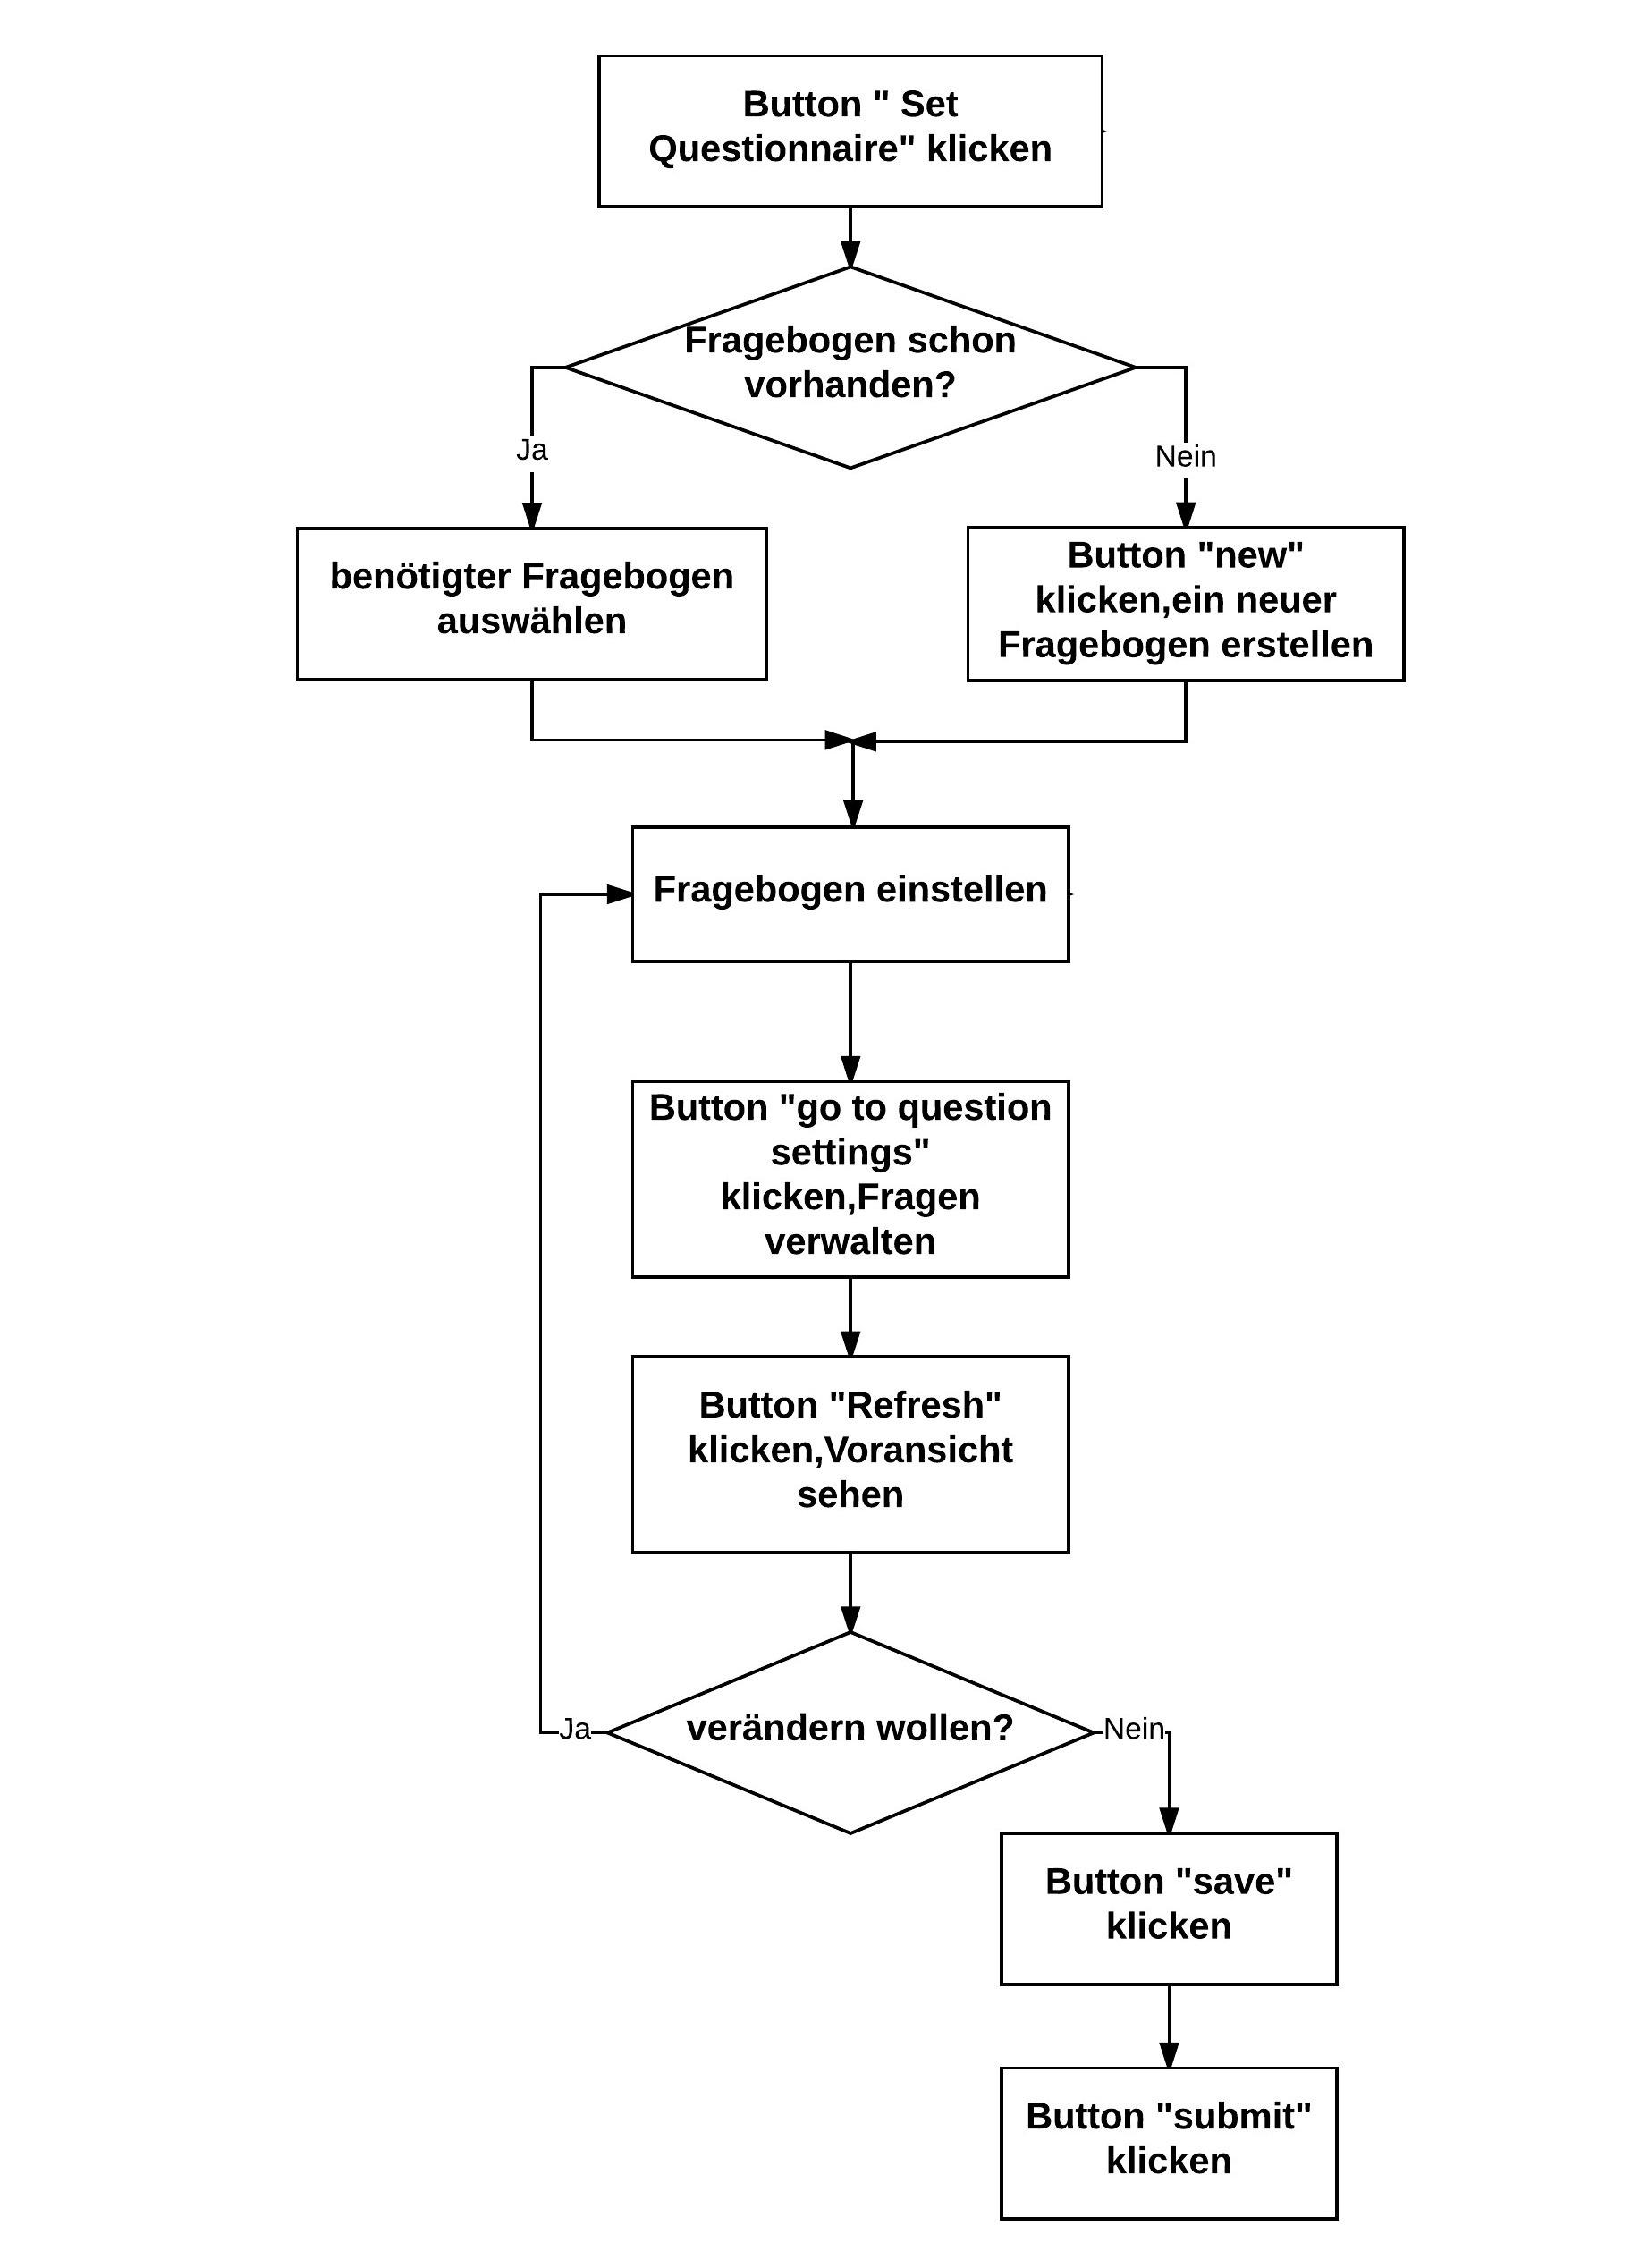 Button " Set
Questionnaire" klicken
Fragebogen schon
vorhanden?
Ja
Nein
benötigter Fragebogen
auswählen
Button "new"
klicken,ein neuer
Fragebogen erstellen
Fragebogen einstellen
Button "go to question
settings"
klicken,Fragen
verwalten
Button "Refresh"
klicken,Voransicht
sehen
verändern wollen?
Ja
Nein
Button "save"
klicken
Button "submit"
klicken